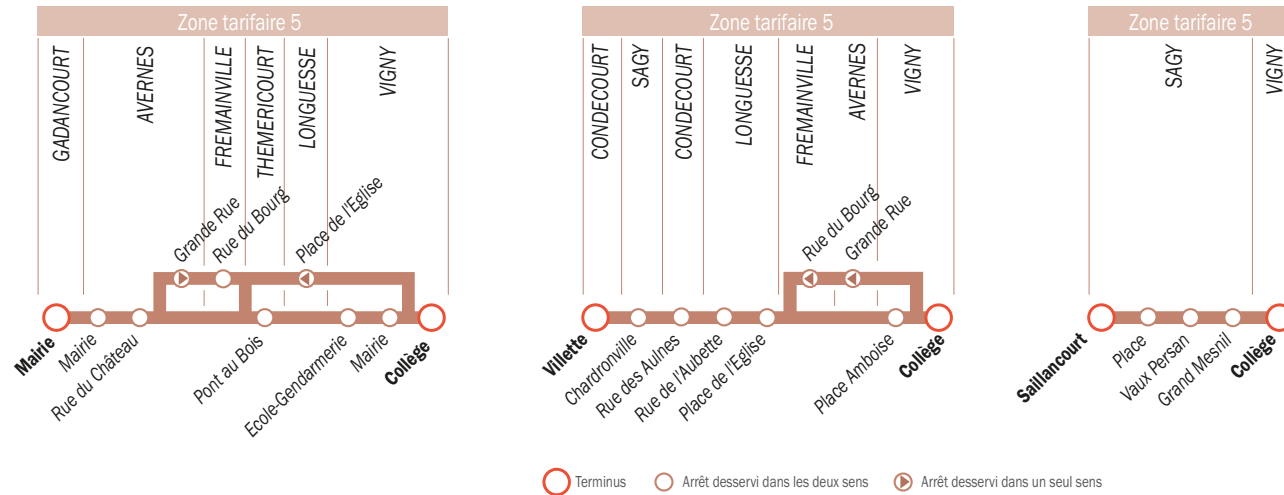 Zone tarifaire 5
GADANCOURT
AVERNES
FREMAINVILLE
THEMERICOURT
LONGUESSE
VIGNY
Grande Rue
Rue du Bourg
Place de l'Eglise
Mairie
Mairie
Rue du Château
Pont au Bois
Ecole-Gendarmerie
Mairie
Collège
Zone tarifaire 5
CONDECOURT
SAGY
CONDECOURT
LONGUESSE
FREMAINVILLE
AVERNES
VIGNY
Rue du Bourg
Grande Rue
Villette
Chardronville
Rue des Aulnes
Rue de l'Aubette
Place de l'Eglise
Place Amboise
Collège
Zone tarifaire 5
SAGY
VIGNY
Saillancourt
Place
Vaux Persan
Grand Mesnil
Collège
Terminus
Arrêt desservi dans les deux sens
Arrêt desservi dans un seul sens